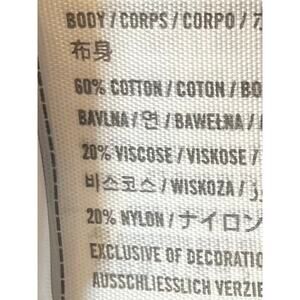 BODY / CORPS / CORPO /
布身
60% COTTON / COTON / BO
BAVLNA / 면 / BAWEŁNA /
20% VISCOSE / VISKOSE /
비스코스 / WISKOZA /
20% NYLON / ナイロン
EXCLUSIVE OF DECORATIO
AUSSCHLIESSLICH VERZIE